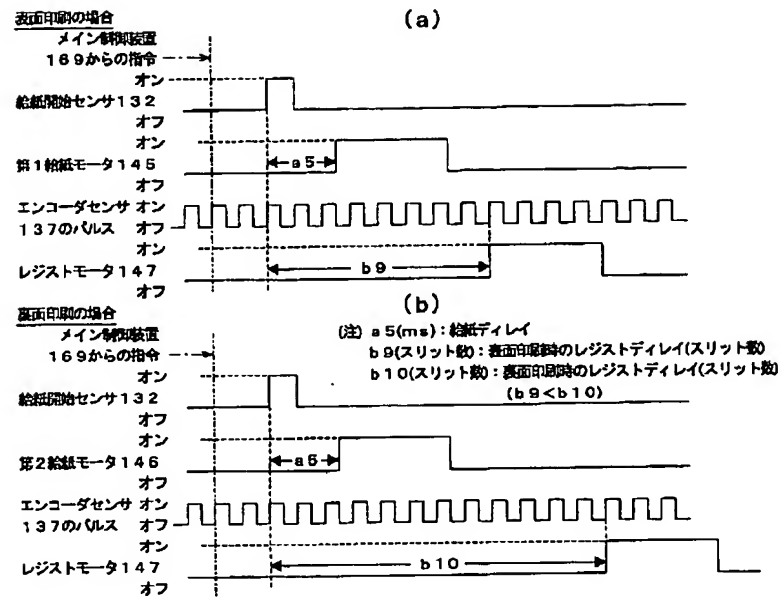 (a)
表面印刷の場合
メイン制御装置
169からの指令
オン
給紙開始センサ132
オフ
オン
a5
第1給紙モータ145
オフ
エンコーダセンサ オン
137のパルス オフ
オン
レジストモータ147
b9
オフ
(b)
裏面印刷の場合
メイン制御装置
169からの指令
(注) a5(ms):給紙ディレイ
b9(スリット数):表面印刷時のレジストディレイ(スリット数)
b10(スリット数):裏面印刷時のレジストディレイ(スリット数)
(b9<b10)
オン
給紙開始センサ132
オフ
オン
a5
第2給紙モータ146
オフ
エンコーダセンサ オン
137のパルス オフ
オン
レジストモータ147
b10
オフ